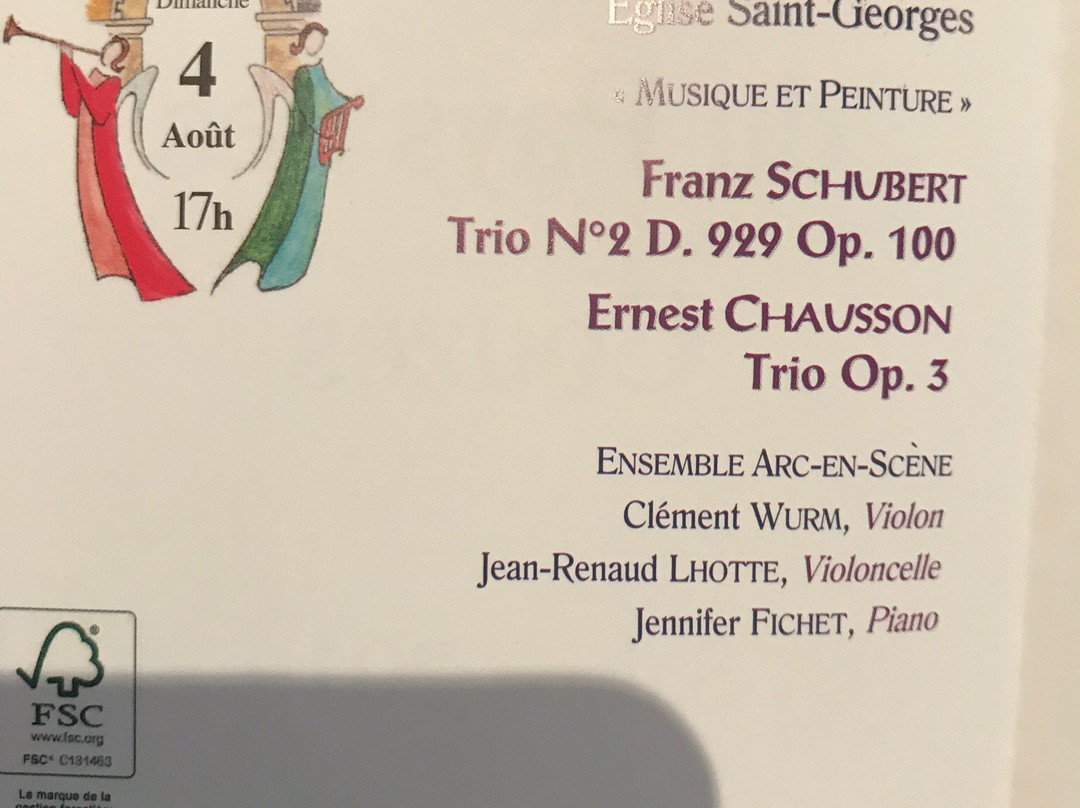 Dimanche
4
Août
17h
Eglise Saint-Georges
« MUSIQUE ET PEINTURE »
Franz SCHUBERT
Trio N°2 D. 929 Op. 100
Ernest CHAUSSON
Trio Op. 3
ENSEMBLE ARC-EN-SCÈNE
Clément WURM, Violon
Jean-Renaud LHOTTE, Violoncelle
Jennifer FICHET, Piano
®
FSC
www.fsc.org
FSC® C131463
La marque de la
gestion forestière